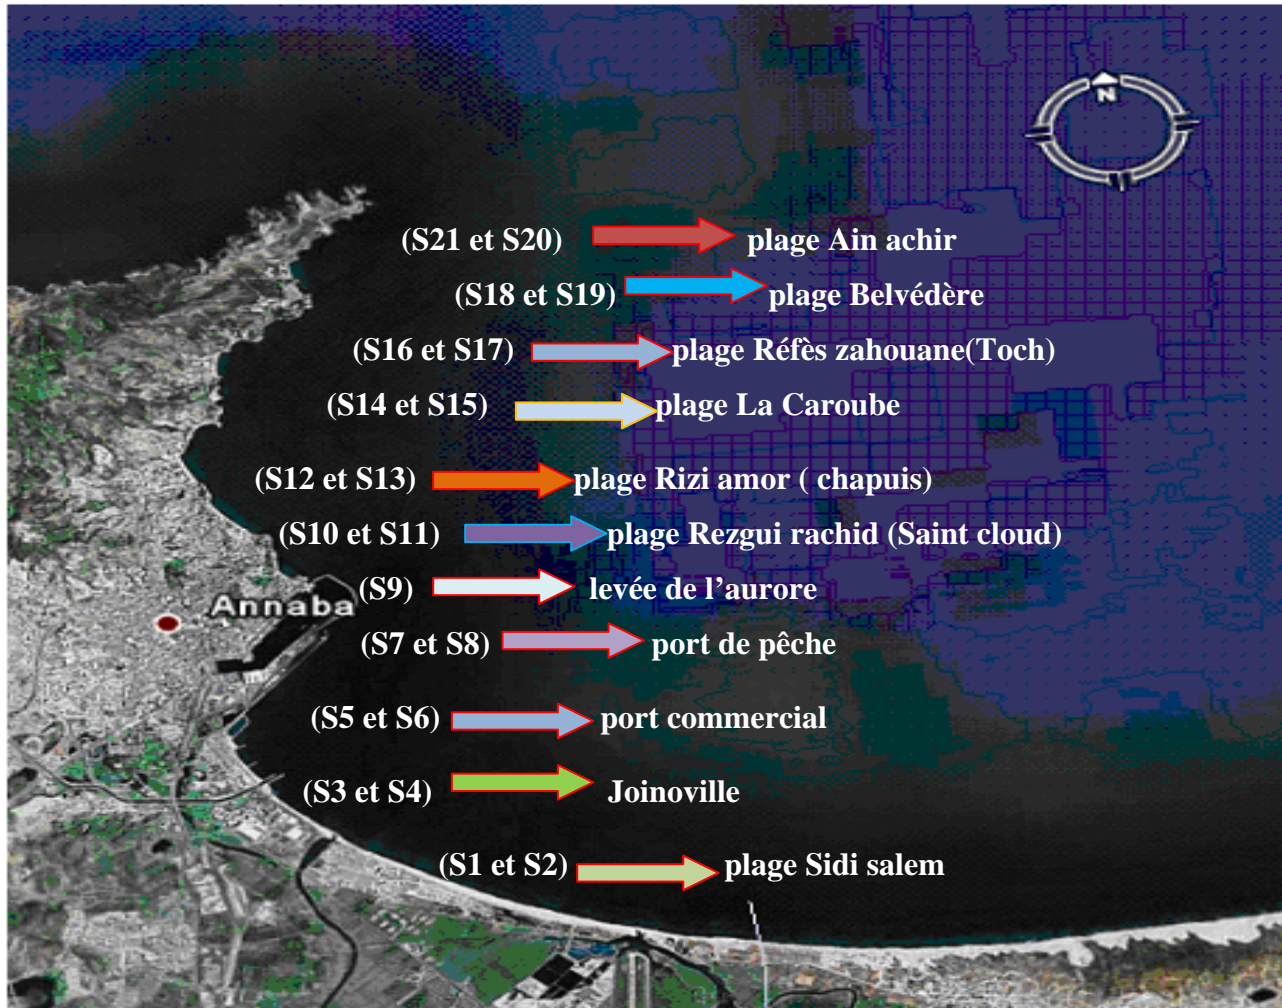 N
(S21 et S20) plage Ain achir
(S18 et S19) plage Belvédère
(S16 et S17) plage Réfès zahouane(Toch)
(S14 et S15) plage La Caroube
(S12 et S13) plage Rizi amor ( chapuis)
(S10 et S11) plage Rezgui rachid (Saint cloud)
(S9) levée de l’aurore
Annaba
(S7 et S8) port de pêche
(S5 et S6) port commercial
(S3 et S4) Joinoville
(S1 et S2) plage Sidi salem